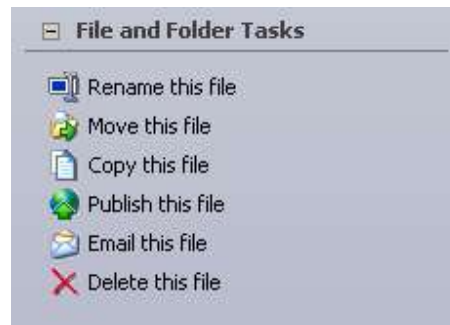 File and Folder Tasks
Rename this file
Move this file
Copy this file
Publish this file
Email this file
Delete this file